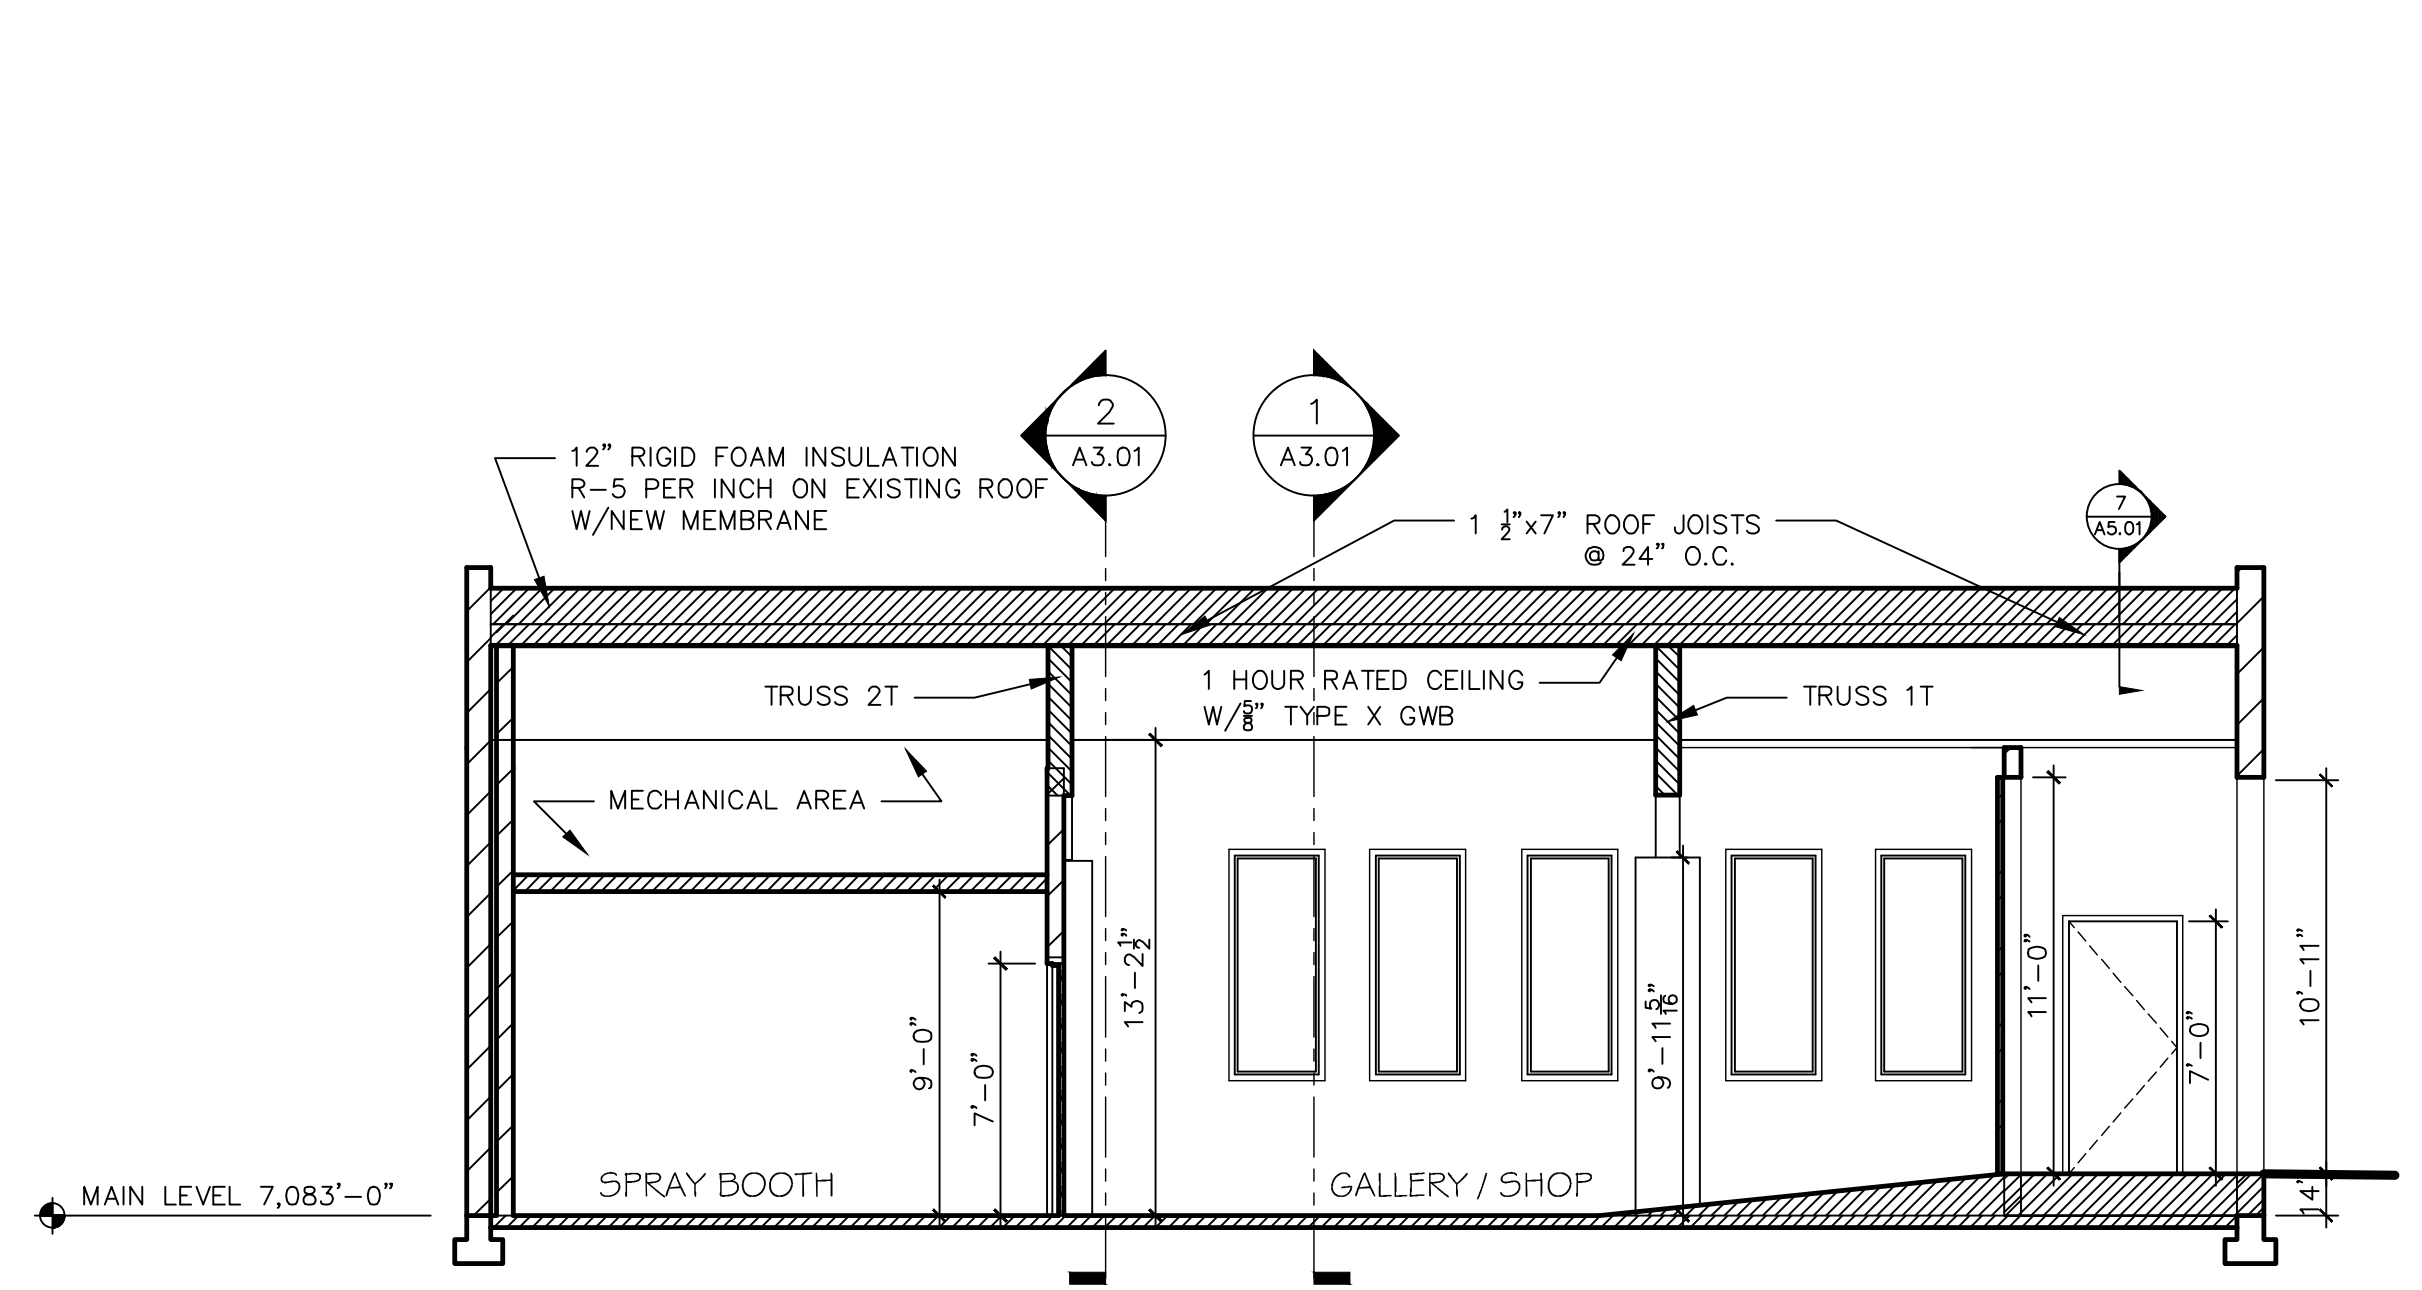 2
A3.01
1
A3.01
12" RIGID FOAM INSULATION
R-5 PER INCH ON EXISTING ROOF
W/NEW MEMBRANE
7
A5.01
1 1/2"x7" ROOF JOISTS
@ 24" O.C.
TRUSS 2T
1 HOUR RATED CEILING
W/5/8" TYPE X GWB
TRUSS 1T
MECHANICAL AREA
9'-0"
7'-0"
13'-2 1/2"
9'-11 5/16"
11'-0"
7'-0"
10'-11"
14"
SPRAY BOOTH
GALLERY / SHOP
MAIN LEVEL 7,083'-0"